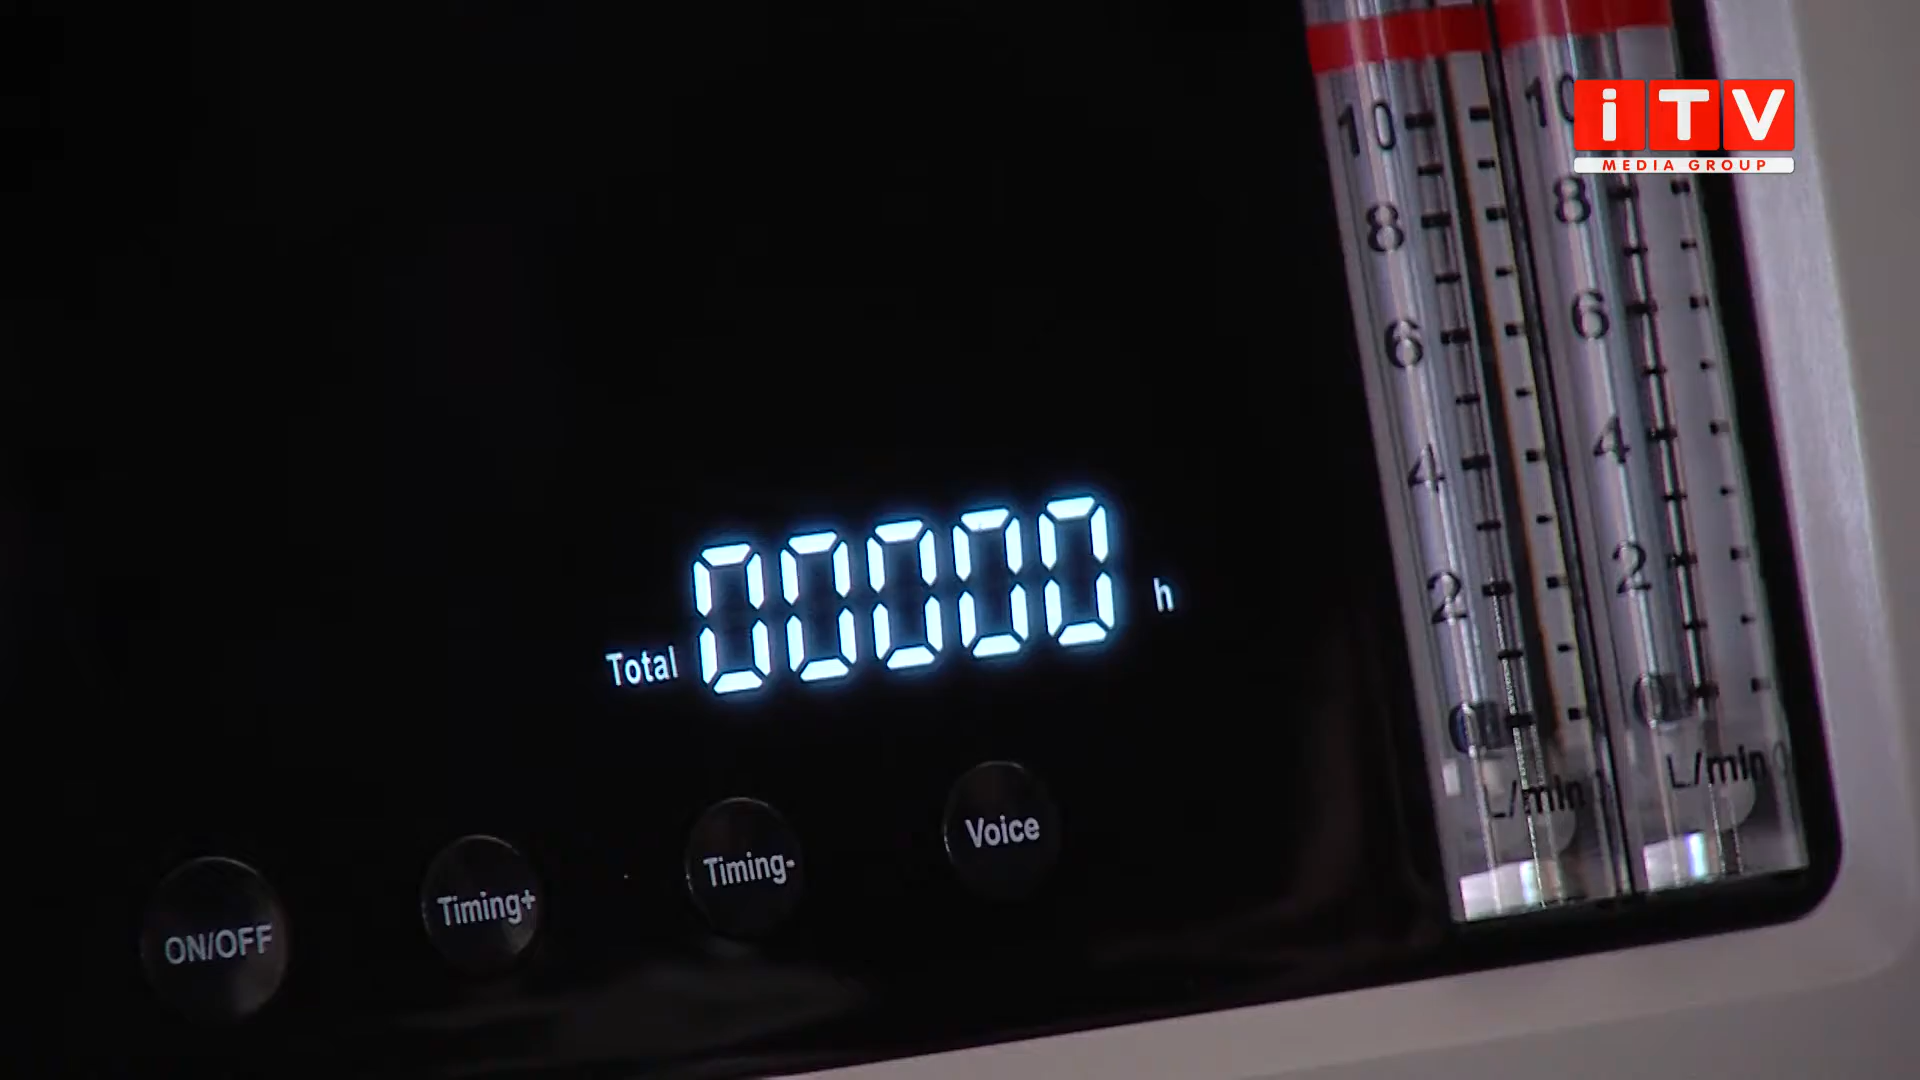 iTV
MEDIA GROUP
10
8
6
4
2
0
L/min
10
8
6
4
2
0
L/min
Total 00000 h
ON/OFF
Timing+
Timing-
Voice